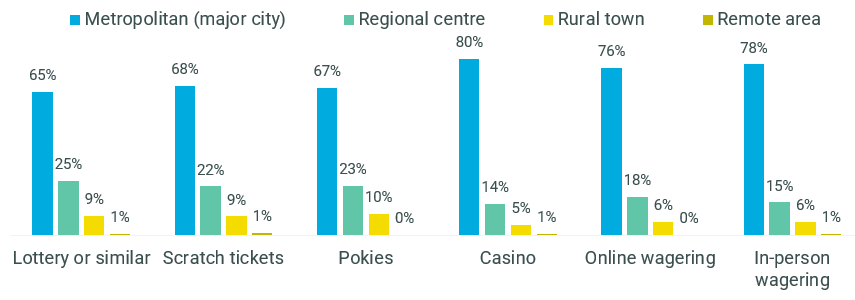 Metropolitan (major city) Regional centre Rural town Remote area
65% 25% 9% 1%
68% 22% 9% 1%
67% 23% 10% 0%
80% 14% 5% 1%
76% 18% 6% 0%
78% 15% 6% 1%
Lottery or similar Scratch tickets Pokies Casino Online wagering In-person
wagering